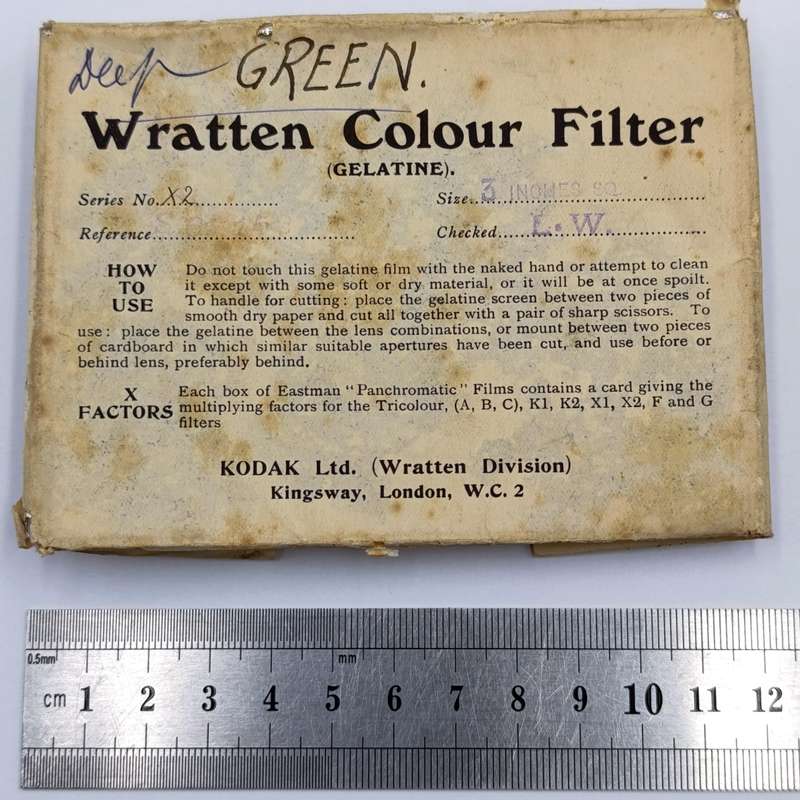 Deep GREEN.
Wratten Colour Filter
(GELATINE).
Series No. X2 Size 3 INCHES SQ
Reference Checked L. W.
HOW TO USE
Do not touch this gelatine film with the naked hand or attempt to clean
it except with some soft or dry material, or it will be at once spoilt.
To handle for cutting : place the gelatine screen between two pieces of
smooth dry paper and cut all together with a pair of sharp scissors. To
use : place the gelatine between the lens combinations, or mount between two pieces
of cardboard in which similar suitable apertures have been cut, and use before or
behind lens, preferably behind.
X FACTORS
Each box of Eastman "Panchromatic" Films contains a card giving the
multiplying factors for the Tricolour, (A, B, C), K1, K2, X1, X2, F and G
filters
KODAK Ltd. (Wratten Division)
Kingsway, London, W.C. 2
0.5mm mm
cm 1 2 3 4 5 6 7 8 9 10 11 12